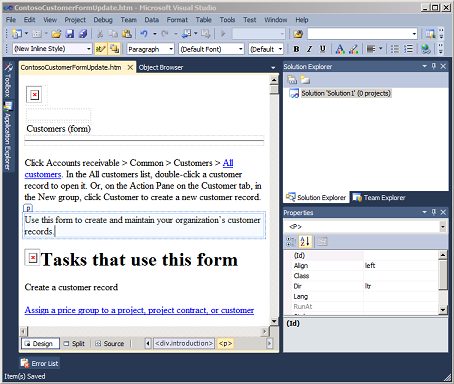 ContosoCustomerFormUpdate.htm - Microsoft Visual Studio
File Edit View Project Debug Team Data Format Table Tools Test Window Help
(New Inline Style) Paragraph (Default Font) (Default
ContosoCustomerFormUpdate.htm Object Browser
Toolbox
Application Explorer
Customers (form)
Click Accounts receivable > Common > Customers > All
customers. In the All customers list, double-click a customer
record to open it. Or, on the Action Pane on the Customer tab, in
the New group, click Customer to create a new customer record.
p
Use this form to create and maintain your organization's customer
records.
Tasks that use this form
Create a customer record
Assign a price group to a project, project contract, or customer
Design Split Source <div.introduction> <p>
Solution Explorer
Solution 'Solution1' (0 projects)
Solution Explorer Team Explorer
Properties
<P>
(Id)
Align left
Class
Dir ltr
Lang
RunAt
(Id)
Error List
Item(s) Saved